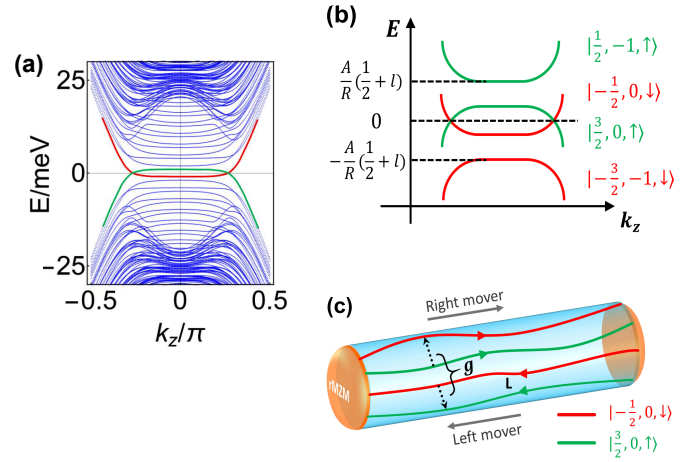 (a)
E/meV
25
0
-25
-0.5
0
0.5
k_z/π
(b)
E
A/R(1/2+l)
0
-A/R(1/2+l)
|1/2,-1,↑⟩
|-1/2,0,↓⟩
|3/2,0,↑⟩
|-3/2,-1,↓⟩
k_z
(c)
Right mover
rMZM
g
L
Left mover
|-1/2,0,↓⟩
|3/2,0,↑⟩